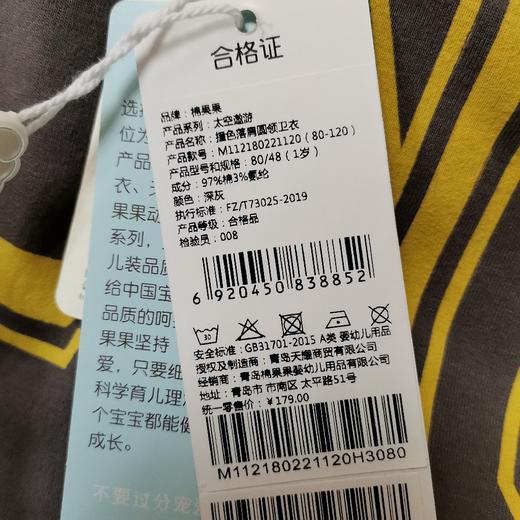 合格证
品牌：棉果果
产品系列：太空遨游
产品名称：撞色落肩圆领卫衣
产品款号：M112180221120(80-120)
产品型号和规格：80/48(1岁)
成分：97%棉3%氨纶
颜色：深灰
执行标准：FZ/T73025-2019
产品等级：合格品
检验员：008
6 920450 838852
30
安全标准：GB31701-2015 A类 婴幼儿用品
授权及制造商：青岛天耀商贸有限公司
经销商：青岛棉果果婴幼儿用品有限公司
地址：青岛市 市南区 太平路51号
统一零售价：¥179.00
M112180221120H3080
选
位为
产品
衣、
果果动
系列，
儿装品质
给中国宝
品质的呵
果果坚持
爱，只要细
科学育儿理
个宝宝都能健
成长。
不要过分宠